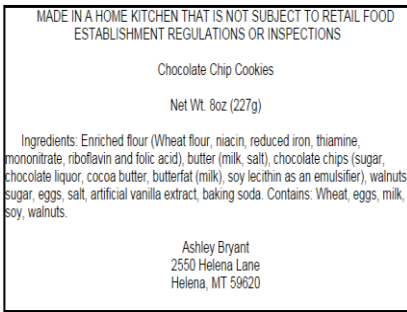 MADE IN A HOME KITCHEN THAT IS NOT SUBJECT TO RETAIL FOOD
ESTABLISHMENT REGULATIONS OR INSPECTIONS
Chocolate Chip Cookies
Net Wt. 8oz (227g)
Ingredients: Enriched flour (Wheat flour, niacin, reduced iron, thiamine,
mononitrate, riboflavin and folic acid), butter (milk, salt), chocolate chips (sugar,
chocolate liquor, cocoa butter, butterfat (milk), soy lecithin as an emulsifier), walnuts
sugar, eggs, salt, artificial vanilla extract, baking soda. Contains: Wheat, eggs, milk,
soy, walnuts.
Ashley Bryant
2550 Helena Lane
Helena, MT 59620